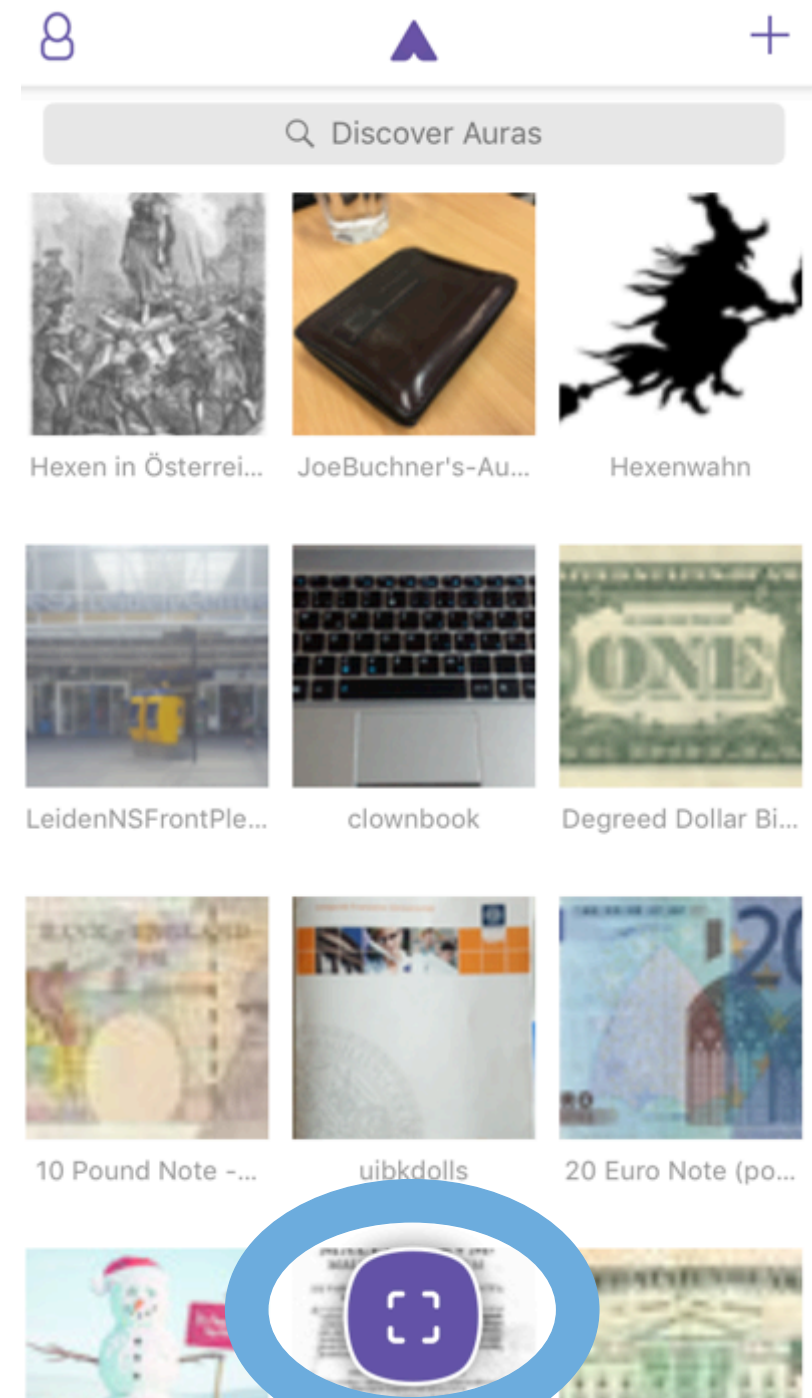 Discover Auras
Hexen in Österrei...
JoeBuchner's-Au...
Hexenwahn
ONE
LeidenNSFrontPle...
clownbook
Degreed Dollar Bi...
20
10 Pound Note -...
uibkdolls
20 Euro Note (po...